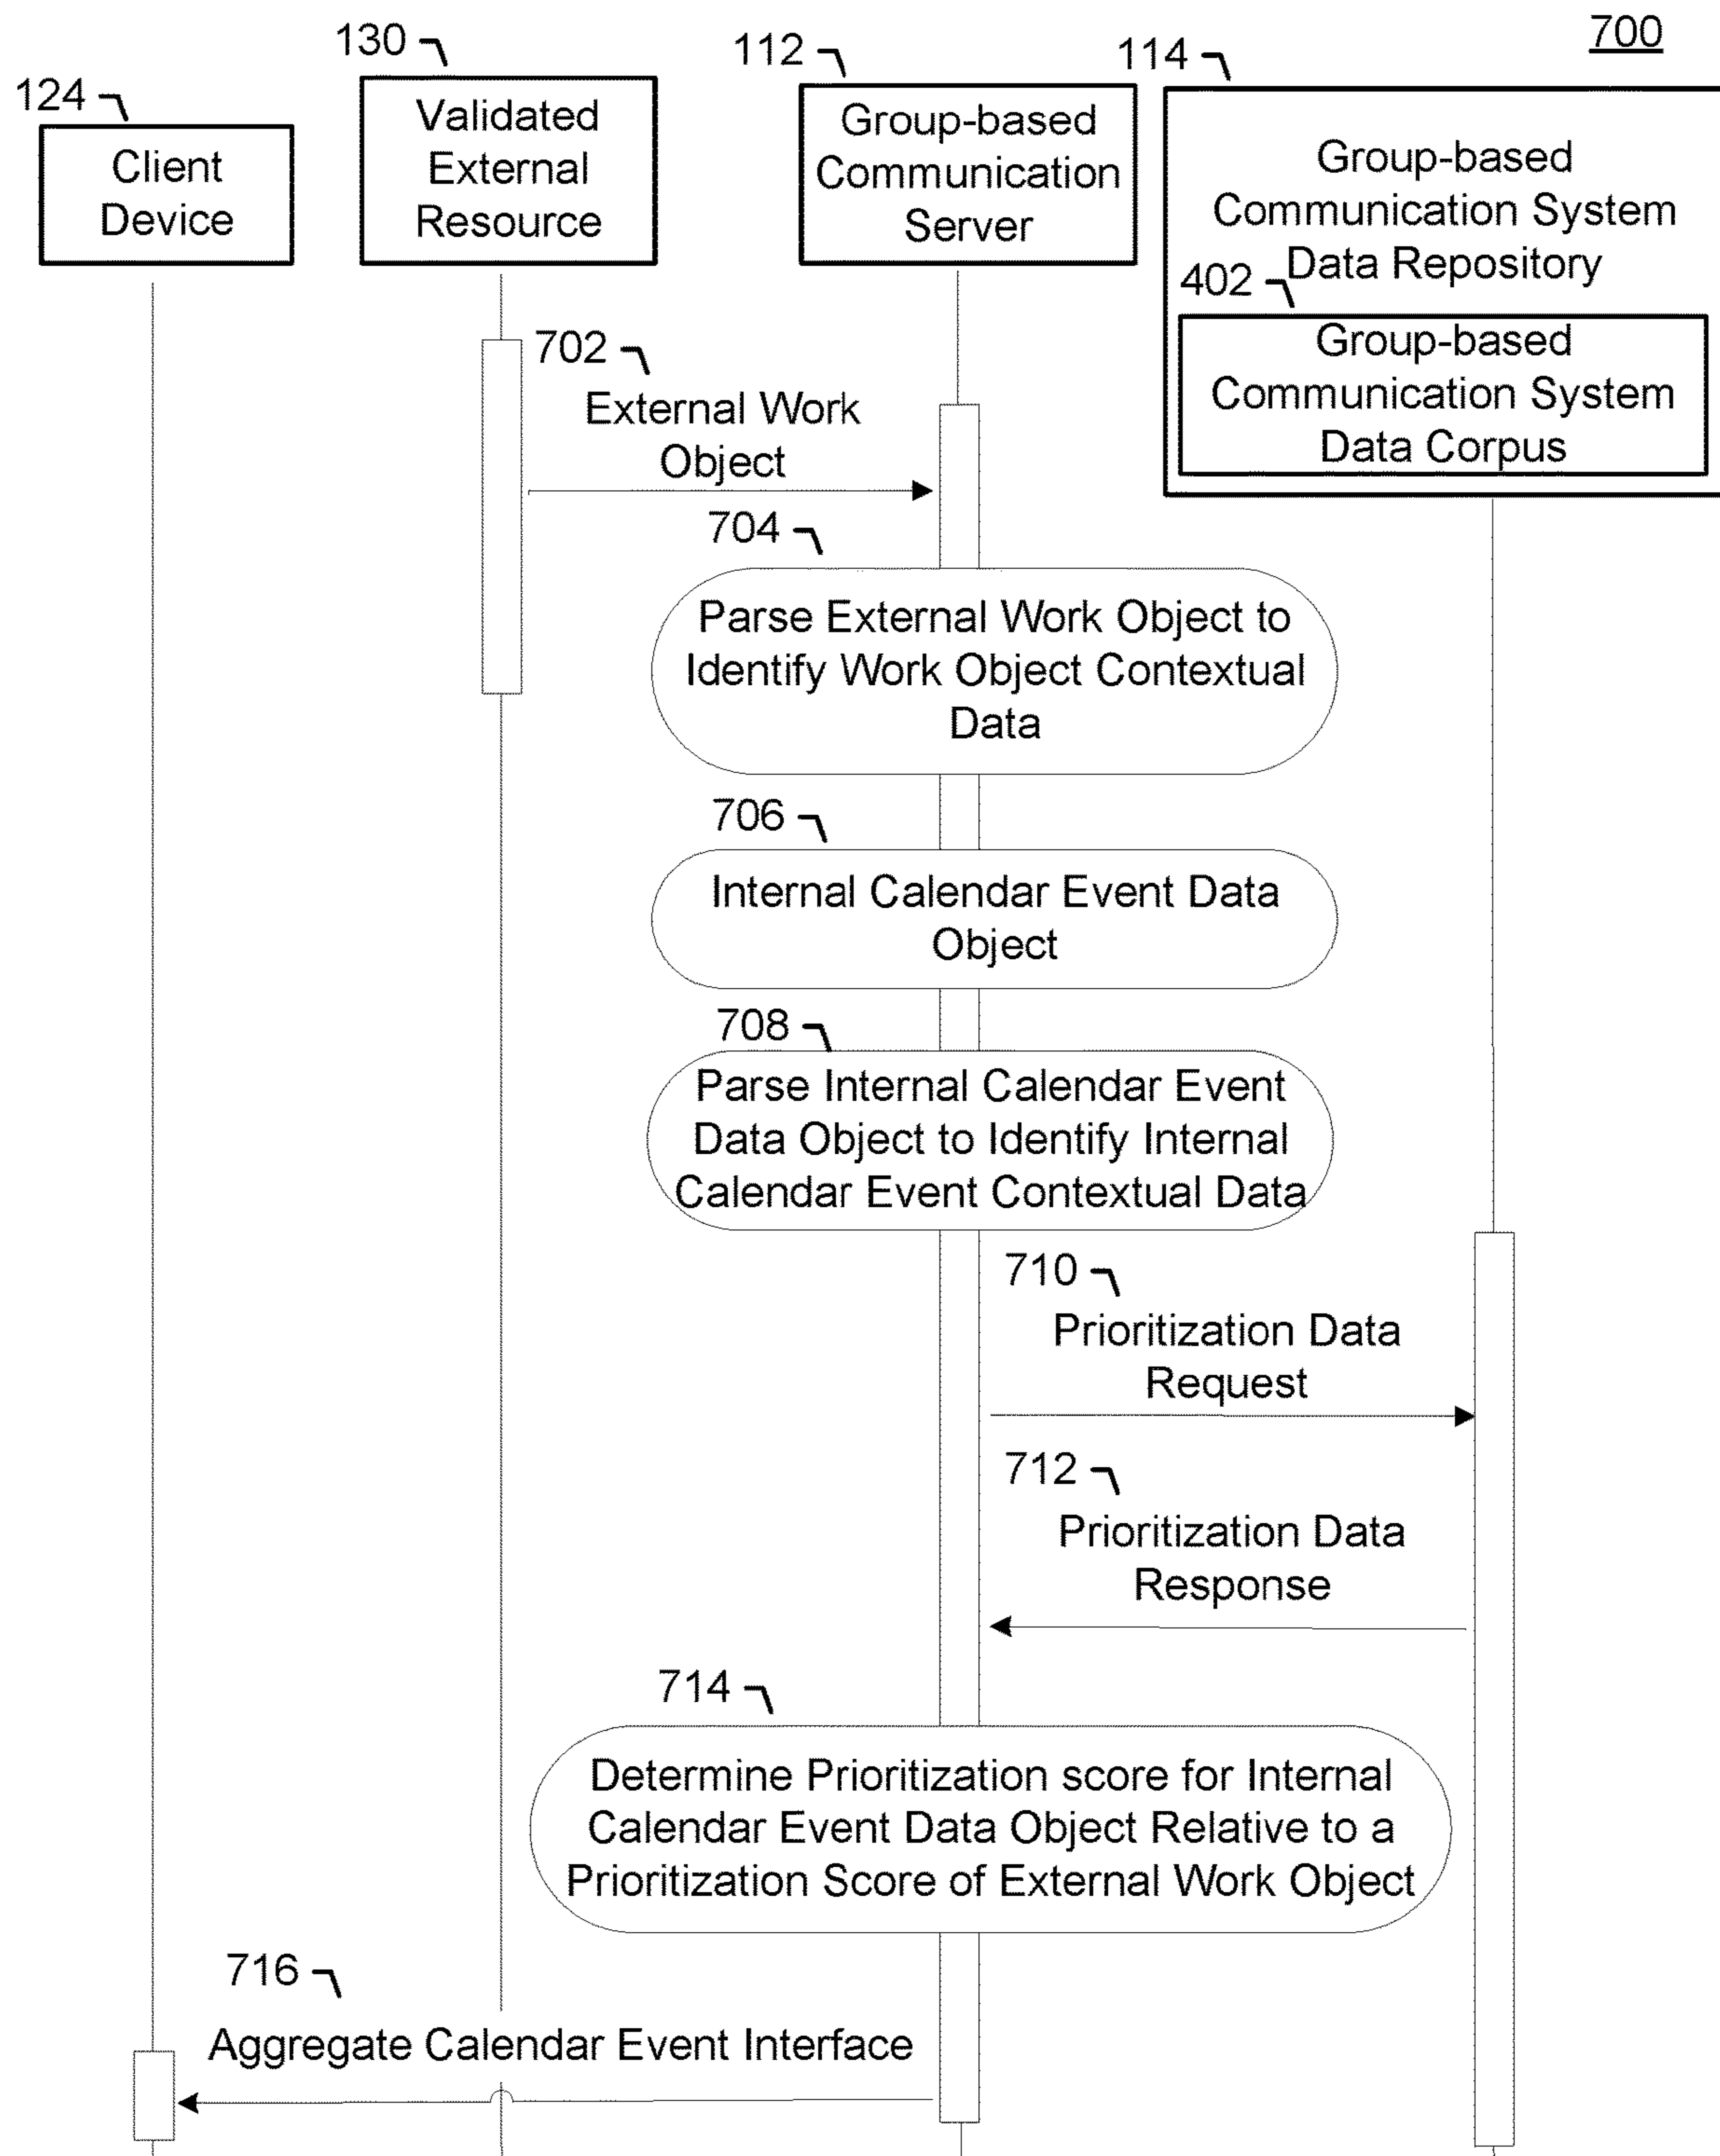 700
124
Client
Device
130
Validated
External
Resource
112
Group-based
Communication
Server
114
Group-based
Communication System
Data Repository
402
Group-based
Communication System
Data Corpus
702
External Work
Object
704
Parse External Work Object to
Identify Work Object Contextual
Data
706
Internal Calendar Event Data
Object
708
Parse Internal Calendar Event
Data Object to Identify Internal
Calendar Event Contextual Data
710
Prioritization Data
Request
712
Prioritization Data
Response
714
Determine Prioritization score for Internal
Calendar Event Data Object Relative to a
Prioritization Score of External Work Object
716
Aggregate Calendar Event Interface